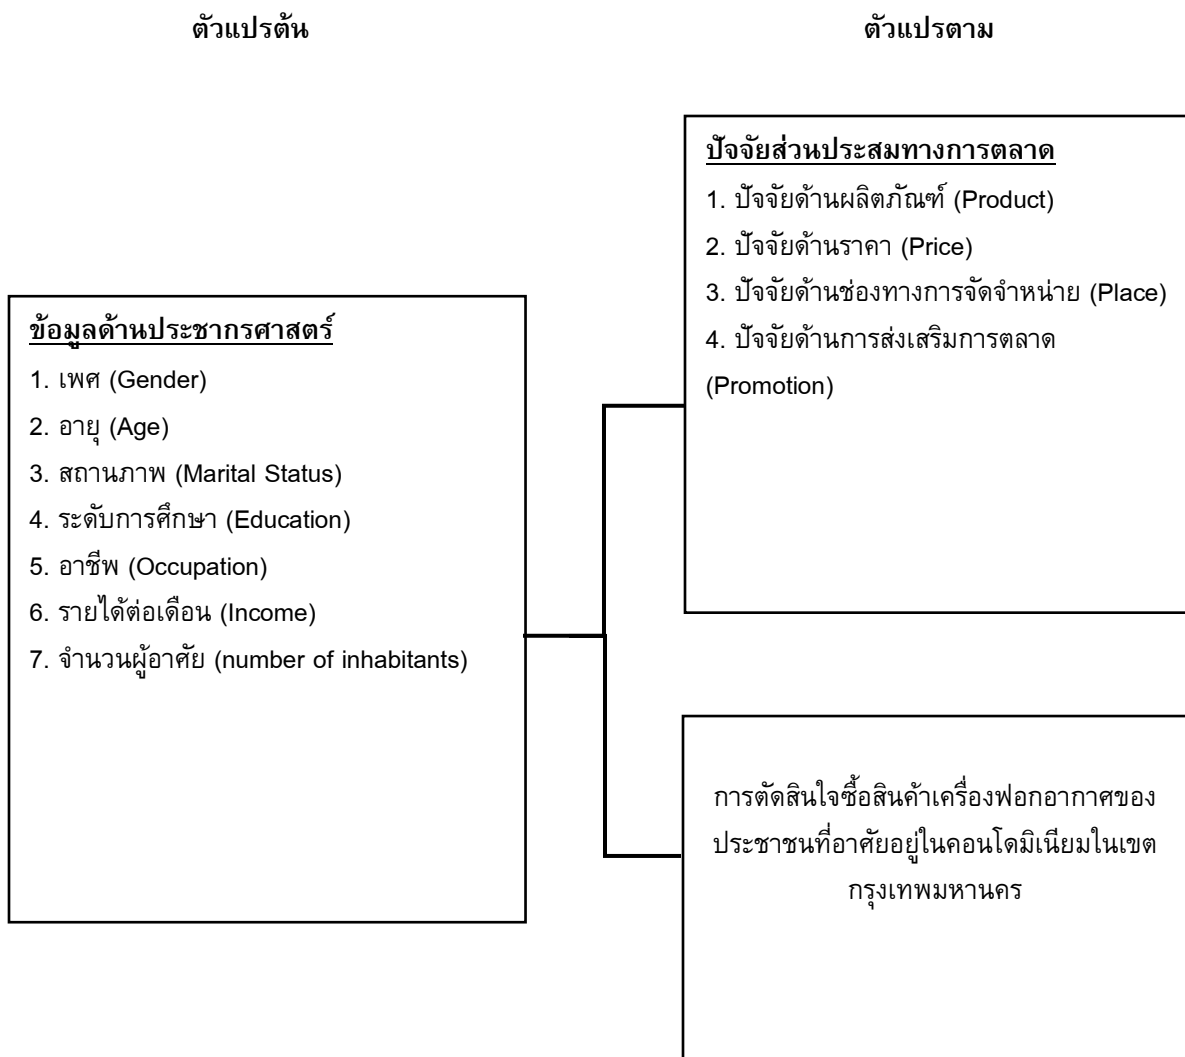 ตัวแปรต้น
ตัวแปรตาม
ข้อมูลด้านประชากรศาสตร์
1. เพศ (Gender)
2. อายุ (Age)
3. สถานภาพ (Marital Status)
4. ระดับการศึกษา (Education)
5. อาชีพ (Occupation)
6. รายได้ต่อเดือน (Income)
7. จำนวนผู้อาศัย (number of inhabitants)
ปัจจัยส่วนประสมทางการตลาด
1. ปัจจัยด้านผลิตภัณฑ์ (Product)
2. ปัจจัยด้านราคา (Price)
3. ปัจจัยด้านช่องทางการจัดจำหน่าย (Place)
4. ปัจจัยด้านการส่งเสริมการตลาด
(Promotion)
การตัดสินใจซื้อสินค้าเครื่องฟอกอากาศของ
ประชาชนที่อาศัยอยู่ในคอนโดมิเนียมในเขต
กรุงเทพมหานคร